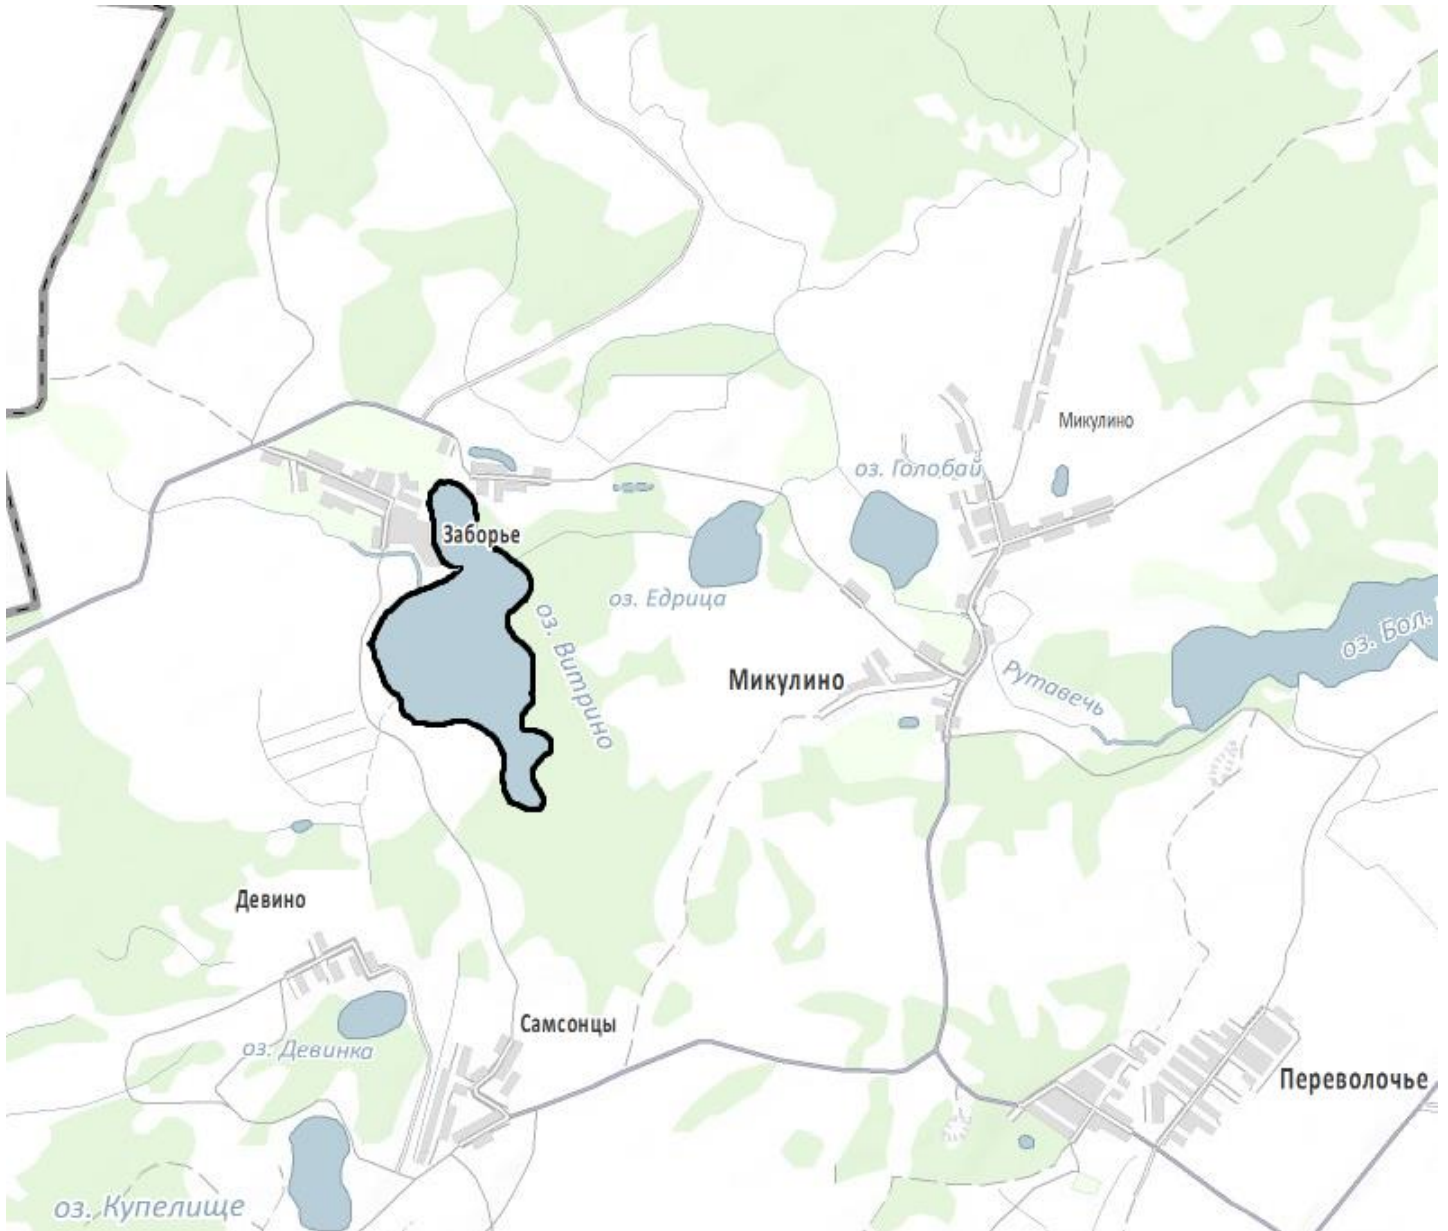 Микулино
оз. Голобай
Заборье
оз. Едрица
оз. Витрино
оз. Бол.
Микулино
Рутавечь
Девино
Самсонцы
оз. Девинка
Переволочье
оз. Купелище